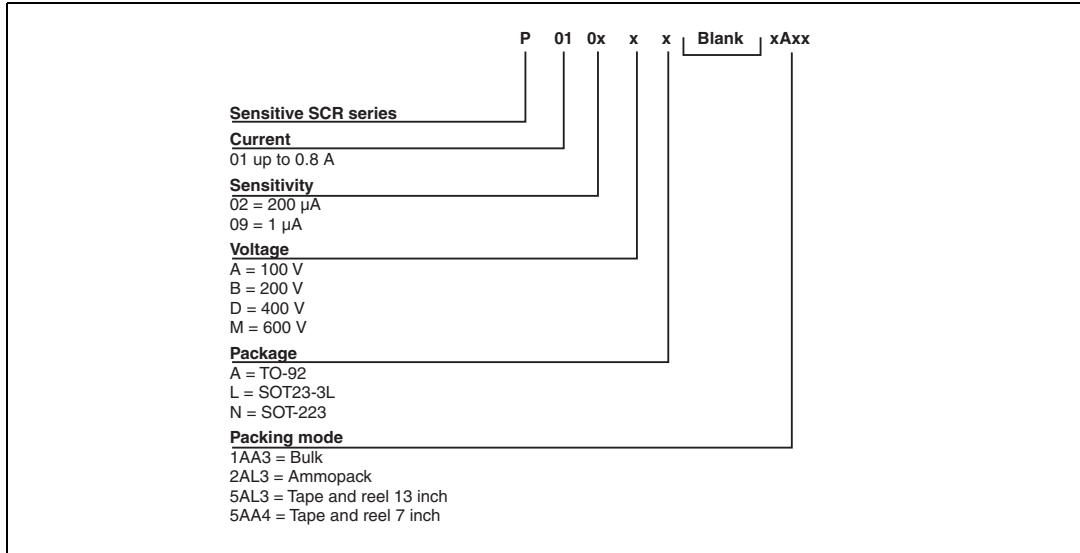 P 01 0x x x Blank xAxx
Sensitive SCR series
Current
01 up to 0.8 A
Sensitivity
02 = 200 µA
09 = 1 µA
Voltage
A = 100 V
B = 200 V
D = 400 V
M = 600 V
Package
A = TO-92
L = SOT23-3L
N = SOT-223
Packing mode
1AA3 = Bulk
2AL3 = Ammopack
5AL3 = Tape and reel 13 inch
5AA4 = Tape and reel 7 inch